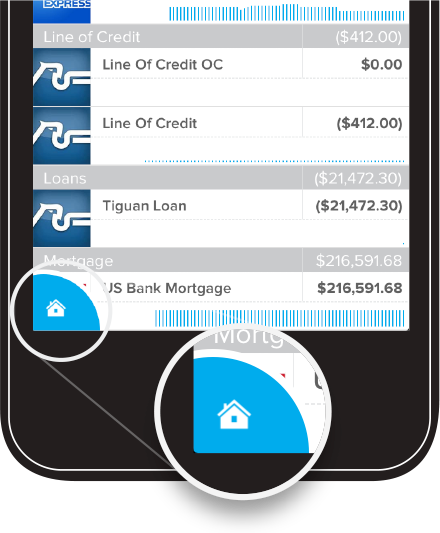 EXPRESS
Line of Credit ($412.00)
Line Of Credit OC $0.00
Line Of Credit ($412.00)
Loans ($21,472.30)
Tiguan Loan ($21,472.30)
Mortgage $216,591.68
US Bank Mortgage $216,591.68
Mortg